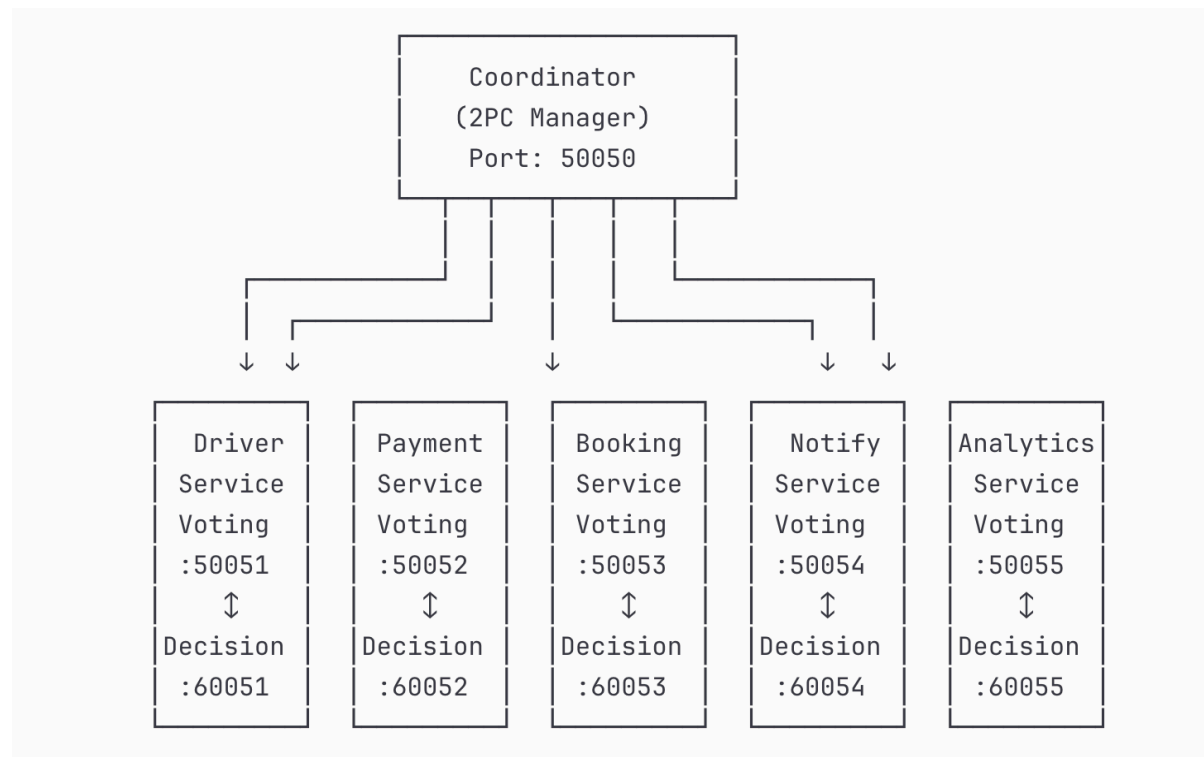 Coordinator
(2PC Manager)
Port: 50050
Driver
Service
Voting
:50051
↕
Decision
:60051
Payment
Service
Voting
:50052
↕
Decision
:60052
Booking
Service
Voting
:50053
↕
Decision
:60053
Notify
Service
Voting
:50054
↕
Decision
:60054
Analytics
Service
Voting
:50055
↕
Decision
:60055